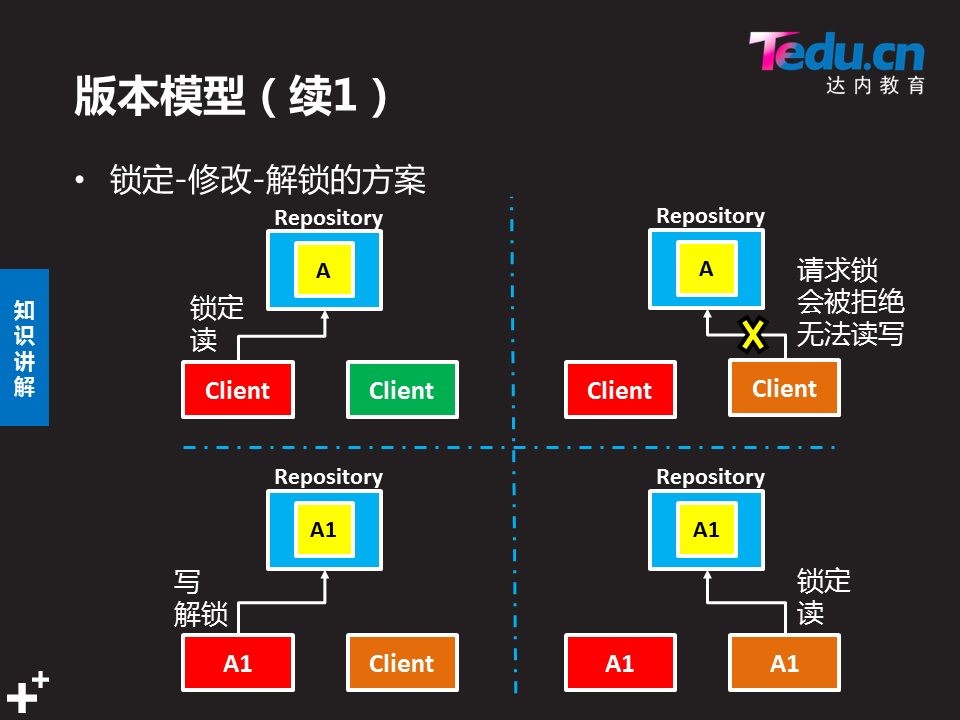 Tedu.cn
达内教育
版本模型（续1）
• 锁定-修改-解锁的方案
知识讲解
Repository
A
锁定
读
Client
Client
Repository
A
请求锁
会被拒绝
无法读写
X
Client
Client
Repository
A1
写
解锁
A1
Client
Repository
A1
锁定
读
A1
A1